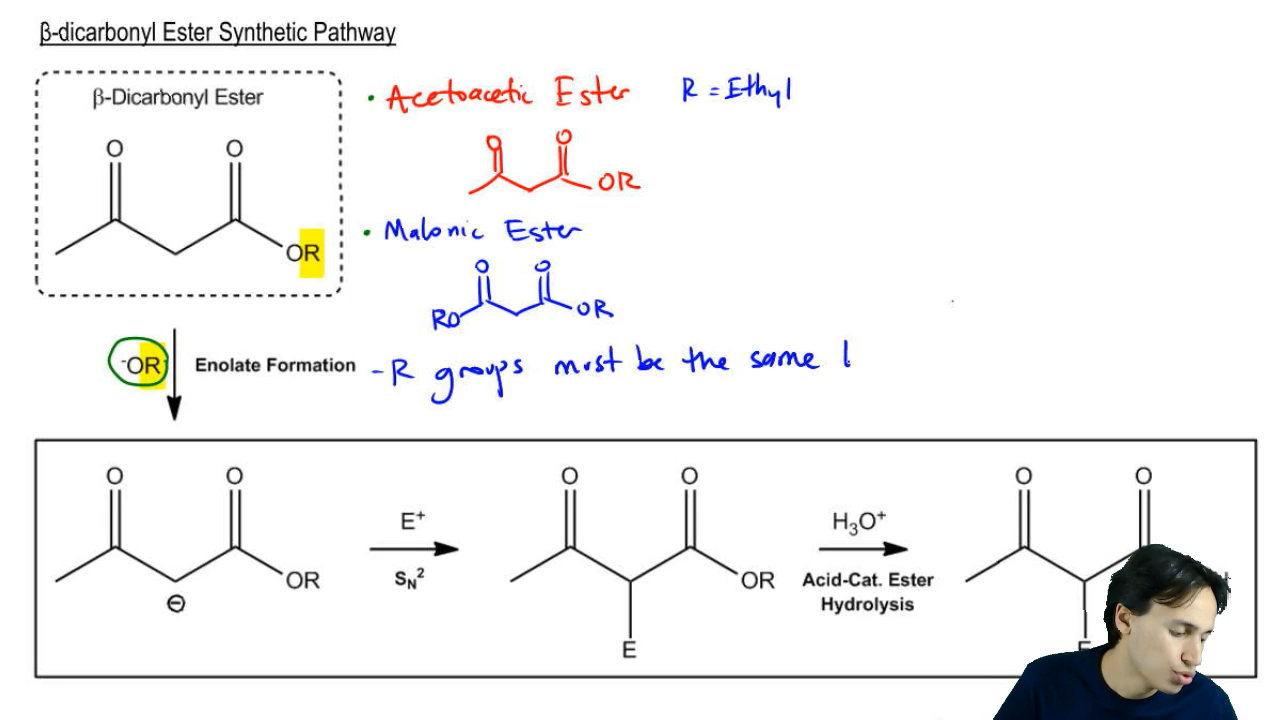 β-dicarbonyl Ester Synthetic Pathway
β-Dicarbonyl Ester
O O
OR
• Acetoacetic Ester R = Ethyl
O O
OR
• Malonic Ester
O O
RO OR
-R groups must be the same
⁻OR Enolate Formation
O O
OR
⊖
E⁺
S_N²
O O
OR
E
H₃O⁺
Acid-Cat. Ester
Hydrolysis
O O